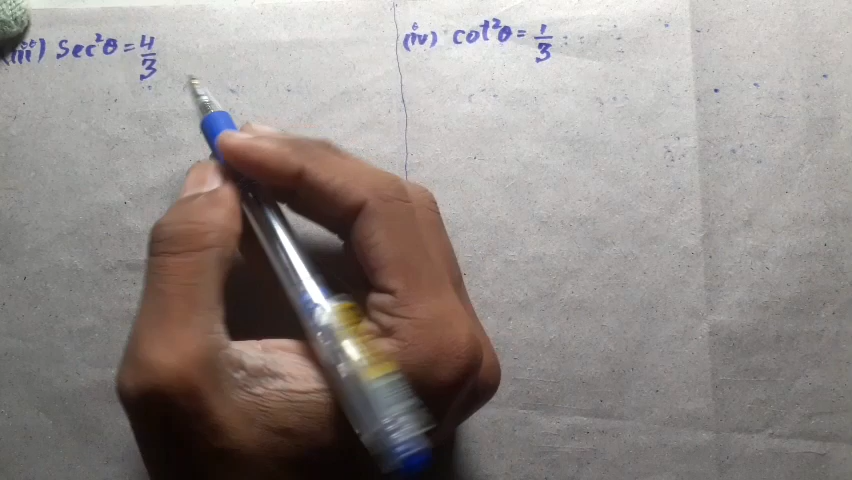 (iii) Sec²θ = 4/3
(iv) cot²θ = 1/3